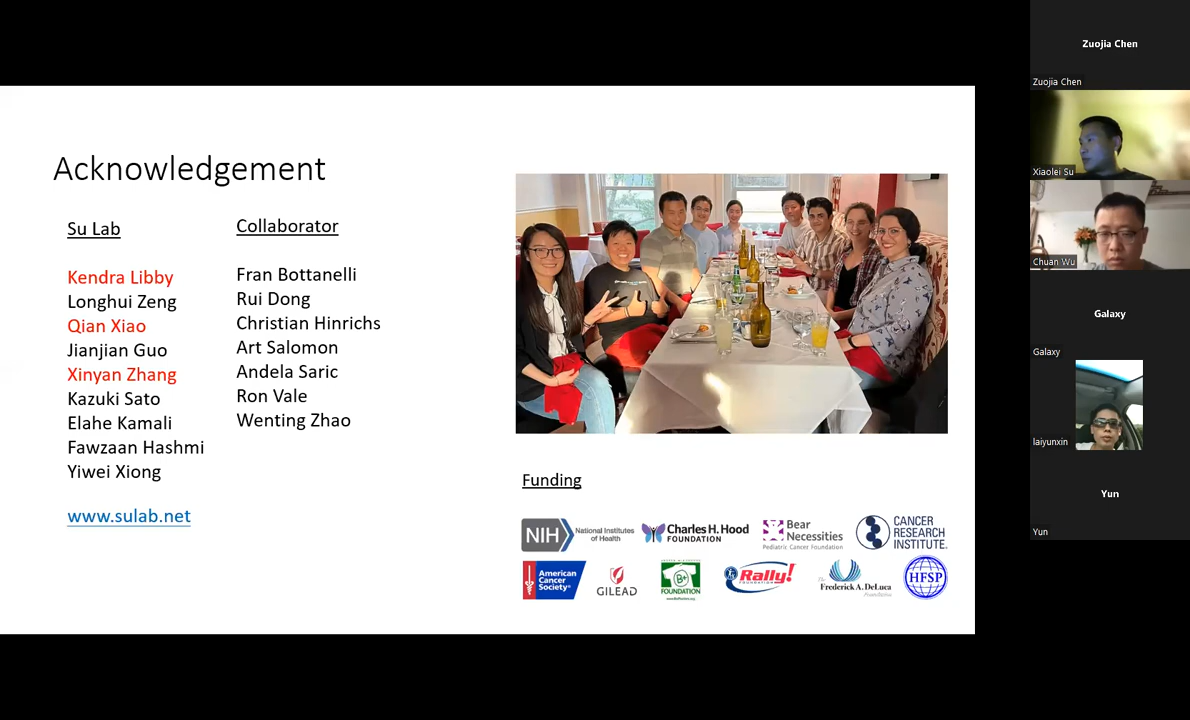 Acknowledgement
Su Lab
Kendra Libby
Longhui Zeng
Qian Xiao
Jianjian Guo
Xinyan Zhang
Kazuki Sato
Elahe Kamali
Fawzaan Hashmi
Yiwei Xiong
www.sulab.net
Collaborator
Fran Bottanelli
Rui Dong
Christian Hinrichs
Art Salomon
Andela Saric
Ron Vale
Wenting Zhao
Funding
NIH National Institutes of Health
Charles H. Hood
FOUNDATION
Bear
Necessities
Pediatric Cancer Foundation
CANCER
RESEARCH
INSTITUTE
American
Cancer
Society
GILEAD
B+
FOUNDATION
Rally!
FOUNDATION
The
Frederick A. DeLuca
Foundation
HFSP
Zuojia Chen
Zuojia Chen
Xiaolei Su
Chuan Wu
Galaxy
Galaxy
laiyunxin
Yun
Yun